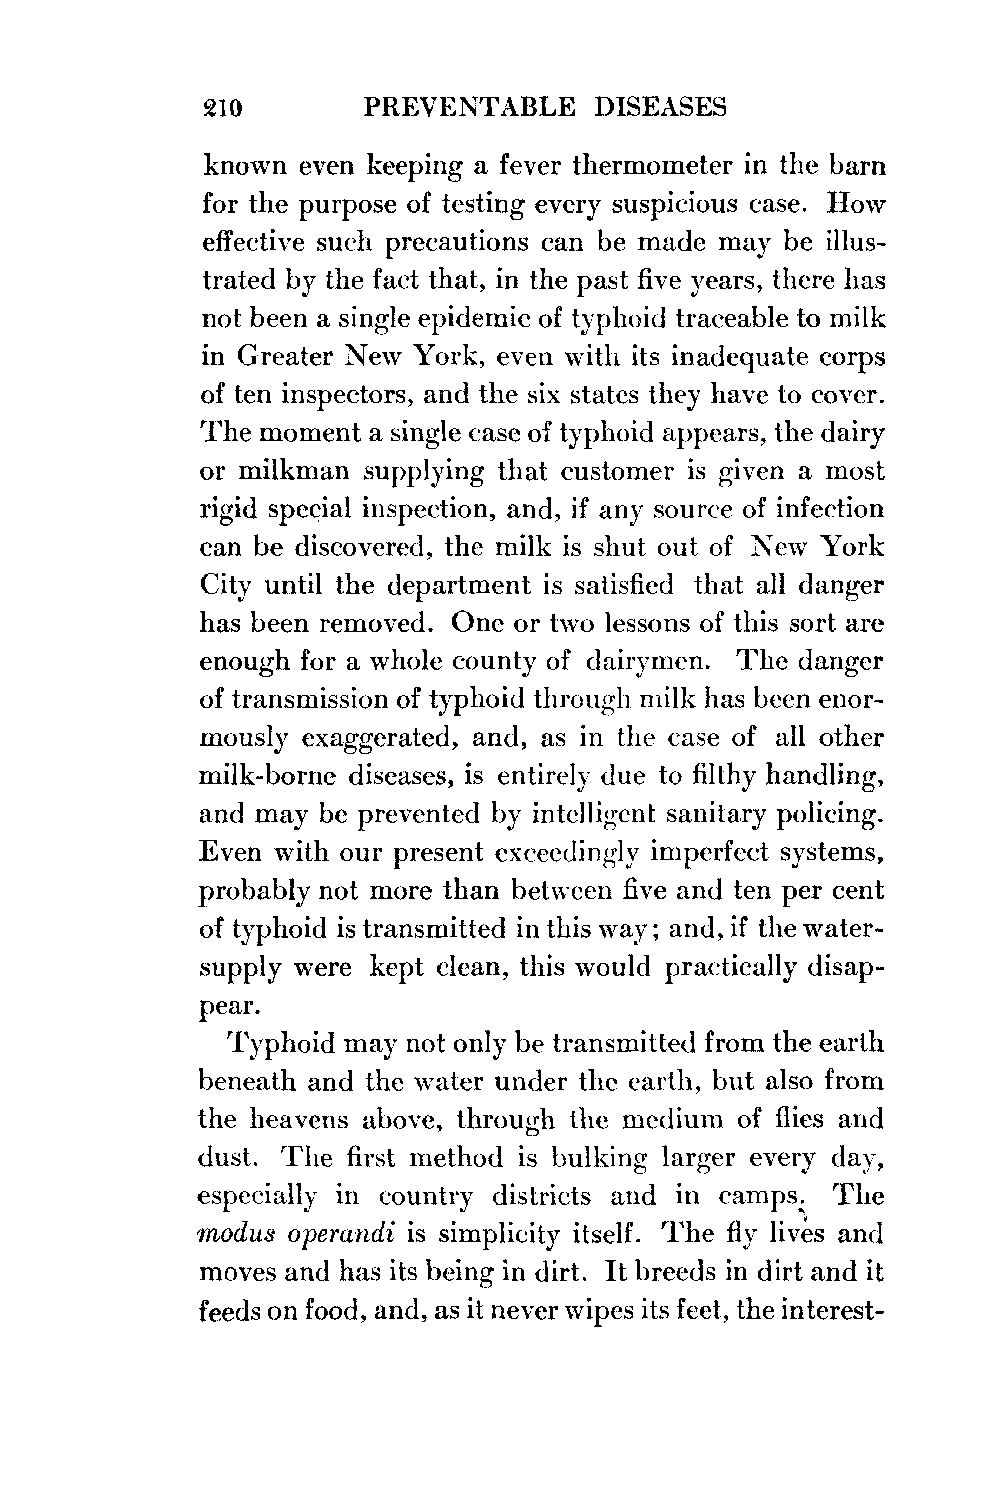 210 PREVENTABLE DISEASES
known even keeping a fever thermometer in the barn
for the purpose of testing every suspicious case. How
effective such precautions can be made may be illus-
trated by the fact that, in the past five years, there has
not been a single epidemic of typhoid traceable to milk
in Greater New York, even with its inadequate corps
of ten inspectors, and the six states they have to cover.
The moment a single case of typhoid appears, the dairy
or milkman supplying that customer is given a most
rigid special inspection, and, if any source of infection
can be discovered, the milk is shut out of New York
City until the department is satisfied that all danger
has been removed. One or two lessons of this sort are
enough for a whole county of dairymen. The danger
of transmission of typhoid through milk has been enor-
mously exaggerated, and, as in the case of all other
milk-borne diseases, is entirely due to filthy handling,
and may be prevented by intelligent sanitary policing.
Even with our present exceedingly imperfect systems,
probably not more than between five and ten per cent
of typhoid is transmitted in this way; and, if the water-
supply were kept clean, this would practically disap-
pear.
Typhoid may not only be transmitted from the earth
beneath and the water under the earth, but also from
the heavens above, through the medium of flies and
dust. The first method is bulking larger every day,
especially in country districts and in camps. The
modus operandi is simplicity itself. The fly lives and
moves and has its being in dirt. It breeds in dirt and it
feeds on food, and, as it never wipes its feet, the interest-